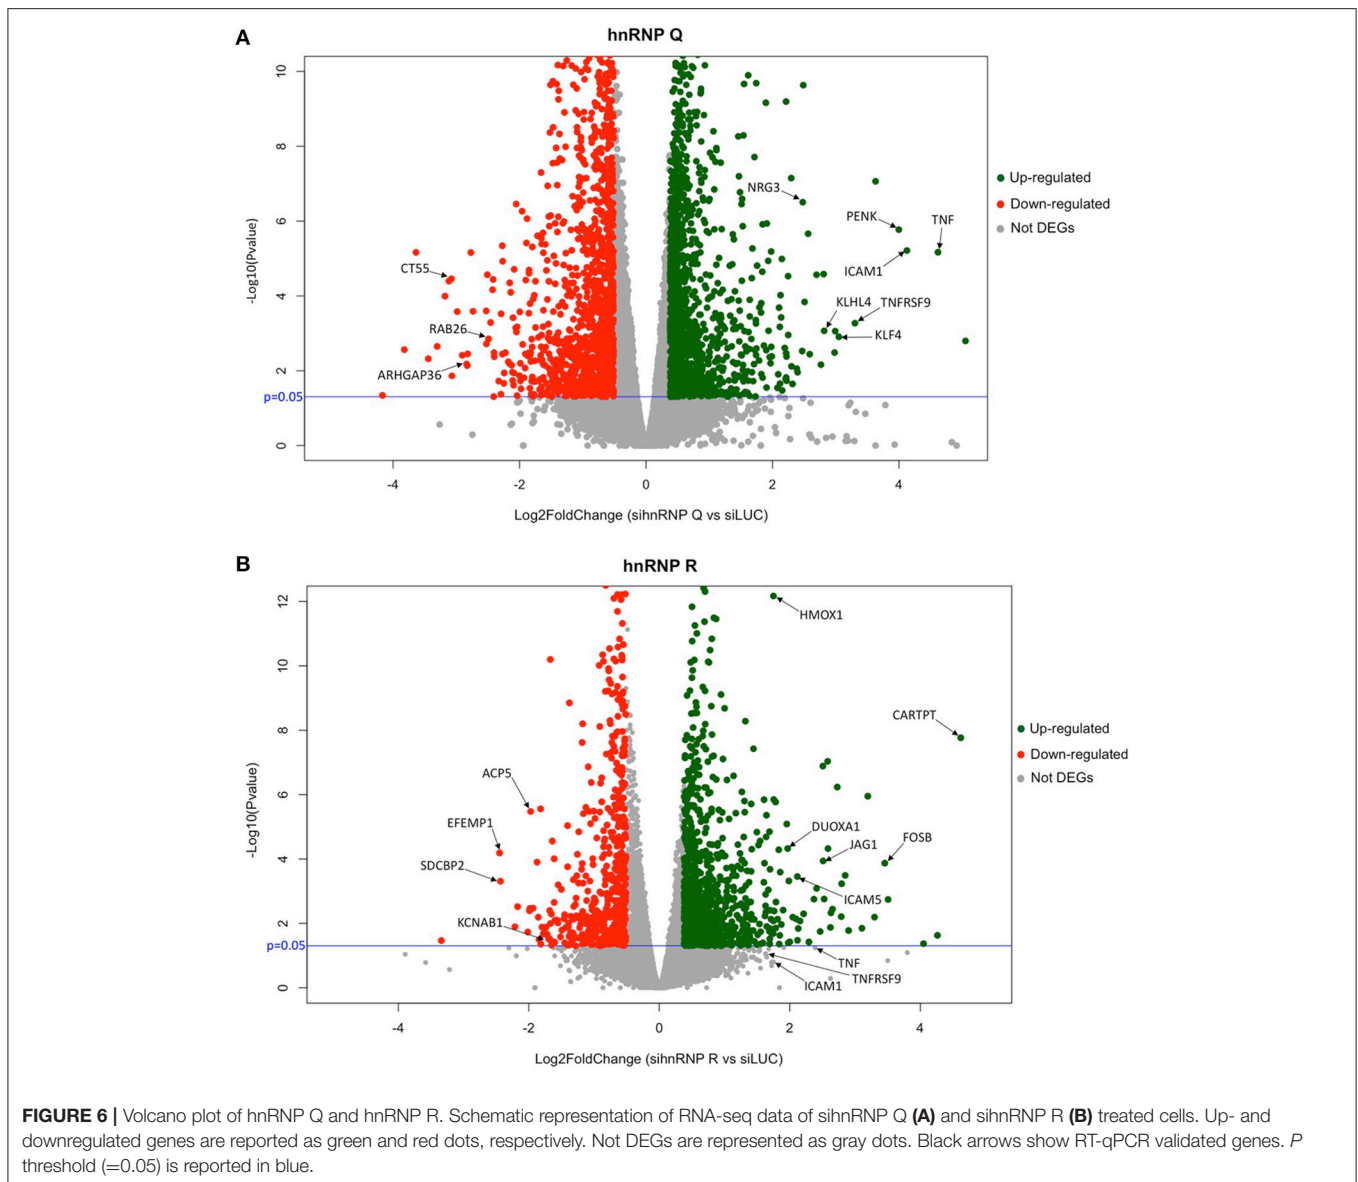 A
hnRNP Q
10
8
6
4
2
0
-Log10(Pvalue)
p=0.05
NRG3
PENK
TNF
ICAM1
CT55
KLHL4
TNFRSF9
RAB26
KLF4
ARHGAP36
Up-regulated
Down-regulated
Not DEGs
-4
-2
0
2
4
Log2FoldChange (sihnRNP Q vs siLUC)
B
hnRNP R
12
10
8
6
4
2
0
-Log10(Pvalue)
p=0.05
HMOX1
CARTPT
ACP5
EFEMP1
DUOXA1
FOSB
JAG1
SDCBP2
ICAM5
KCNAB1
TNF
TNFRSF9
ICAM1
Up-regulated
Down-regulated
Not DEGs
-4
-2
0
2
4
Log2FoldChange (sihnRNP R vs siLUC)
FIGURE 6 | Volcano plot of hnRNP Q and hnRNP R. Schematic representation of RNA-seq data of sihnRNP Q (A) and sihnRNP R (B) treated cells. Up- and
downregulated genes are reported as green and red dots, respectively. Not DEGs are represented as gray dots. Black arrows show RT-qPCR validated genes. P
threshold (=0.05) is reported in blue.